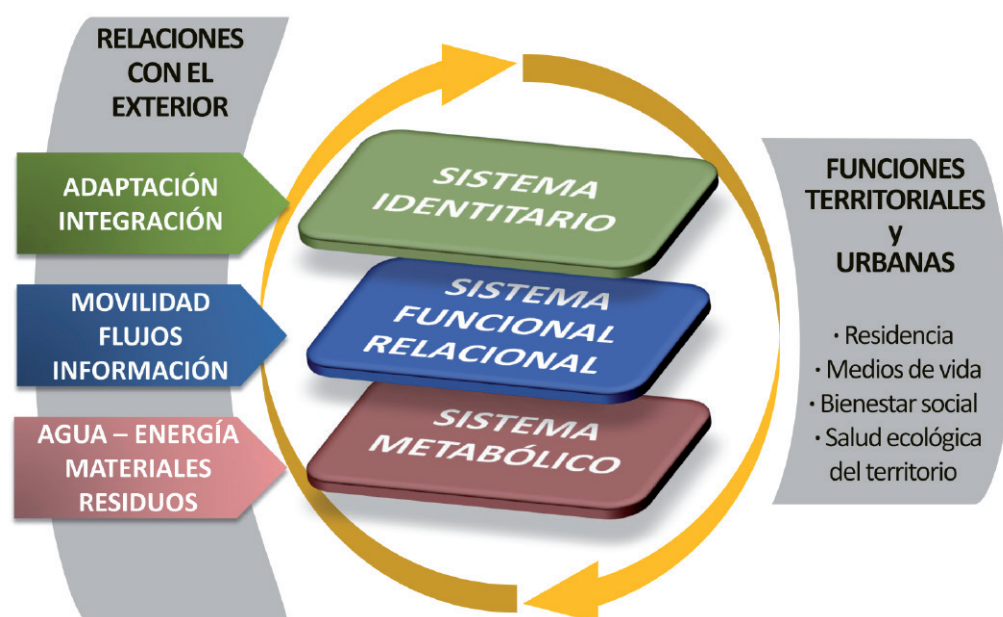 RELACIONES
CON EL
EXTERIOR
ADAPTACIÓN
INTEGRACIÓN
MOVILIDAD
FLUJOS
INFORMACIÓN
AGUA – ENERGÍA
MATERIALES
RESIDUOS
SISTEMA
IDENTITARIO
SISTEMA
FUNCIONAL
RELACIONAL
SISTEMA
METABÓLICO
FUNCIONES
TERRITORIALES
y
URBANAS
· Residencia
· Medios de vida
· Bienestar social
· Salud ecológica
del territorio